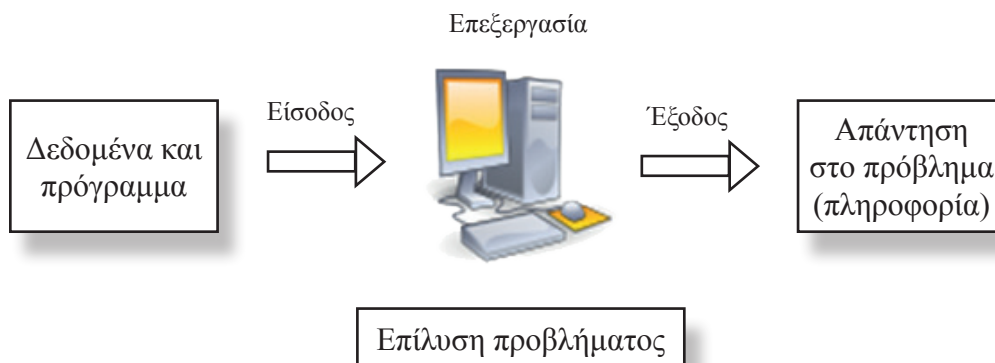 Επεξεργασία
Δεδομένα και
πρόγραμμα
Είσοδος
Έξοδος
Απάντηση
στο πρόβλημα
(πληροφορία)
Επίλυση προβλήματος